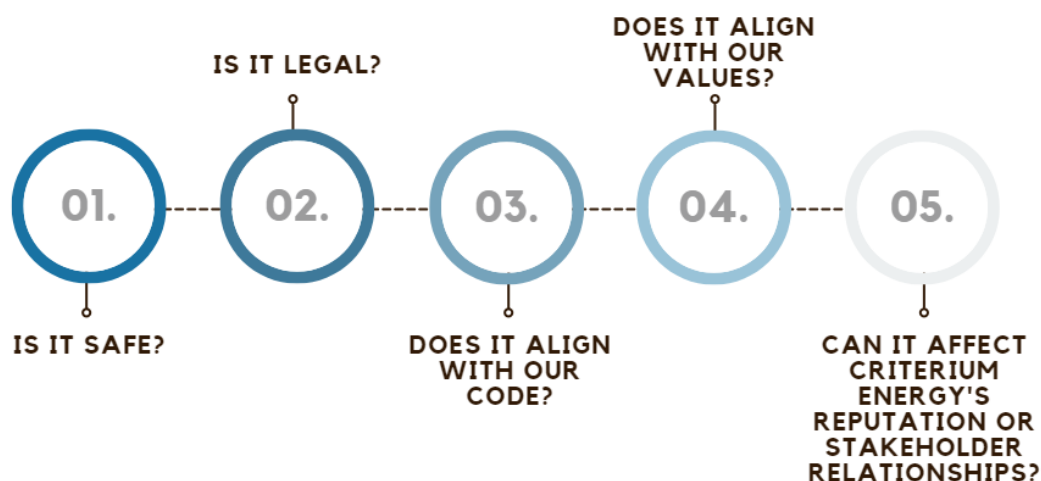 01.
IS IT SAFE?
02.
IS IT LEGAL?
03.
DOES IT ALIGN
WITH OUR
CODE?
04.
DOES IT ALIGN
WITH OUR
VALUES?
05.
CAN IT AFFECT
CRITERIUM
ENERGY'S
REPUTATION OR
STAKEHOLDER
RELATIONSHIPS?